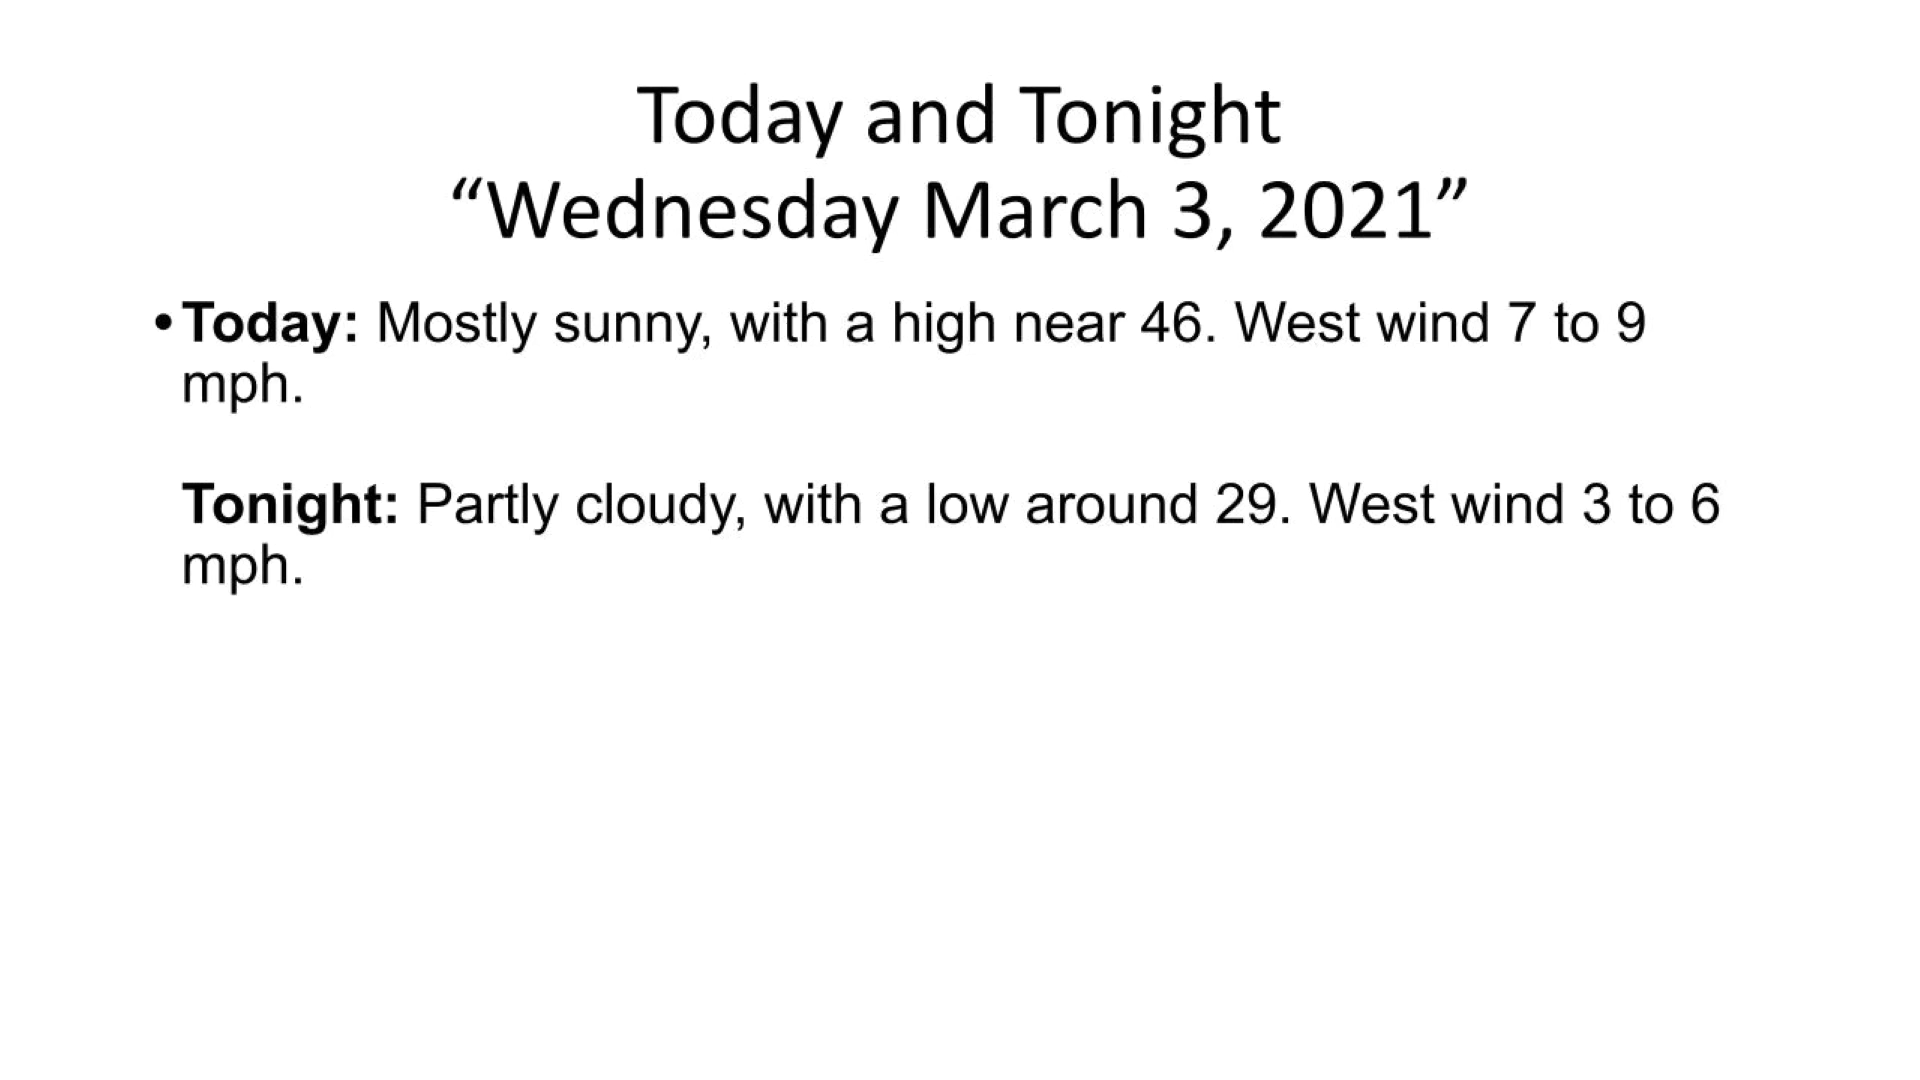 Today and Tonight
“Wednesday March 3, 2021”
• Today: Mostly sunny, with a high near 46. West wind 7 to 9
mph.
Tonight: Partly cloudy, with a low around 29. West wind 3 to 6
mph.